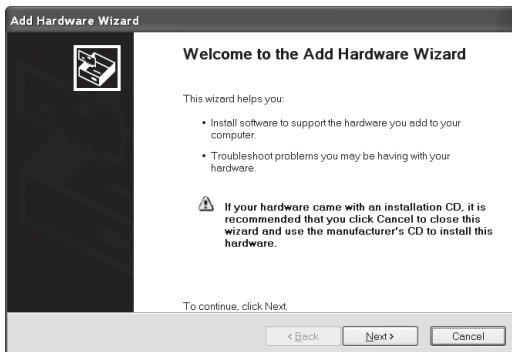 Add Hardware Wizard
Welcome to the Add Hardware Wizard
This wizard helps you:
• Install software to support the hardware you add to your
computer.
• Troubleshoot problems you may be having with your
hardware.
If your hardware came with an installation CD, it is
recommended that you click Cancel to close this
wizard and use the manufacturer's CD to install this
hardware.
To continue, click Next.
< Back Next > Cancel